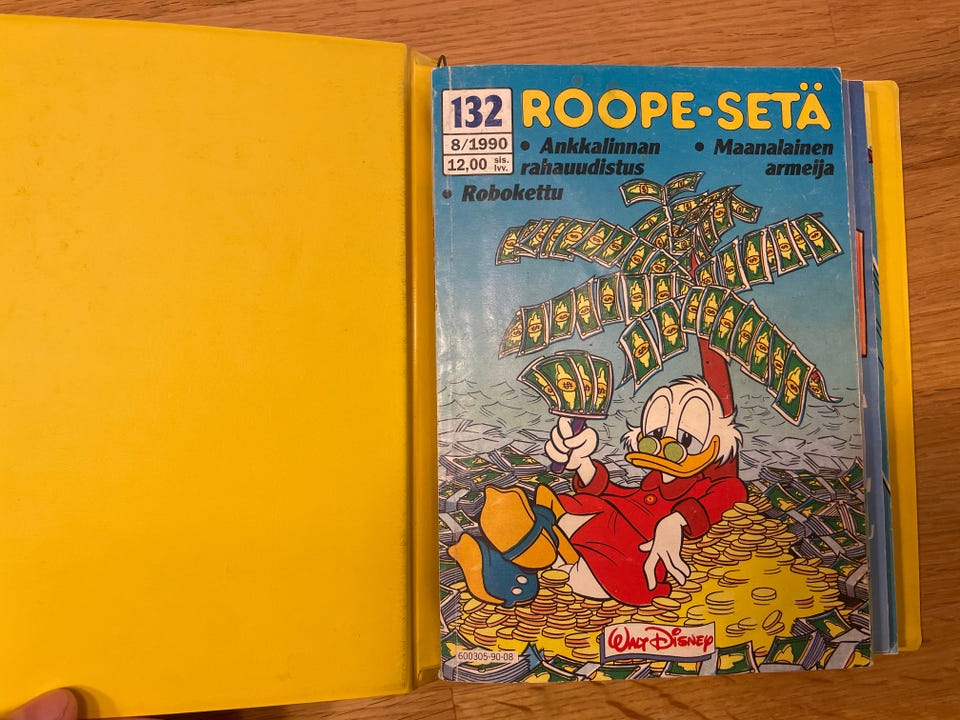 132
ROOPE-SETÄ
8/1990
12,00 sis. lvv.
• Ankkalinnan rahauudistus
• Maanalainen armeija
• Robokettu
WALT DISNEY
600305-90-08